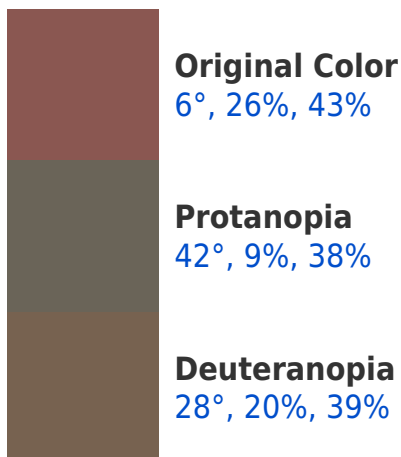 Original Color
6°, 26%, 43%
Protanopia
42°, 9%, 38%
Deuteranopia
28°, 20%, 39%